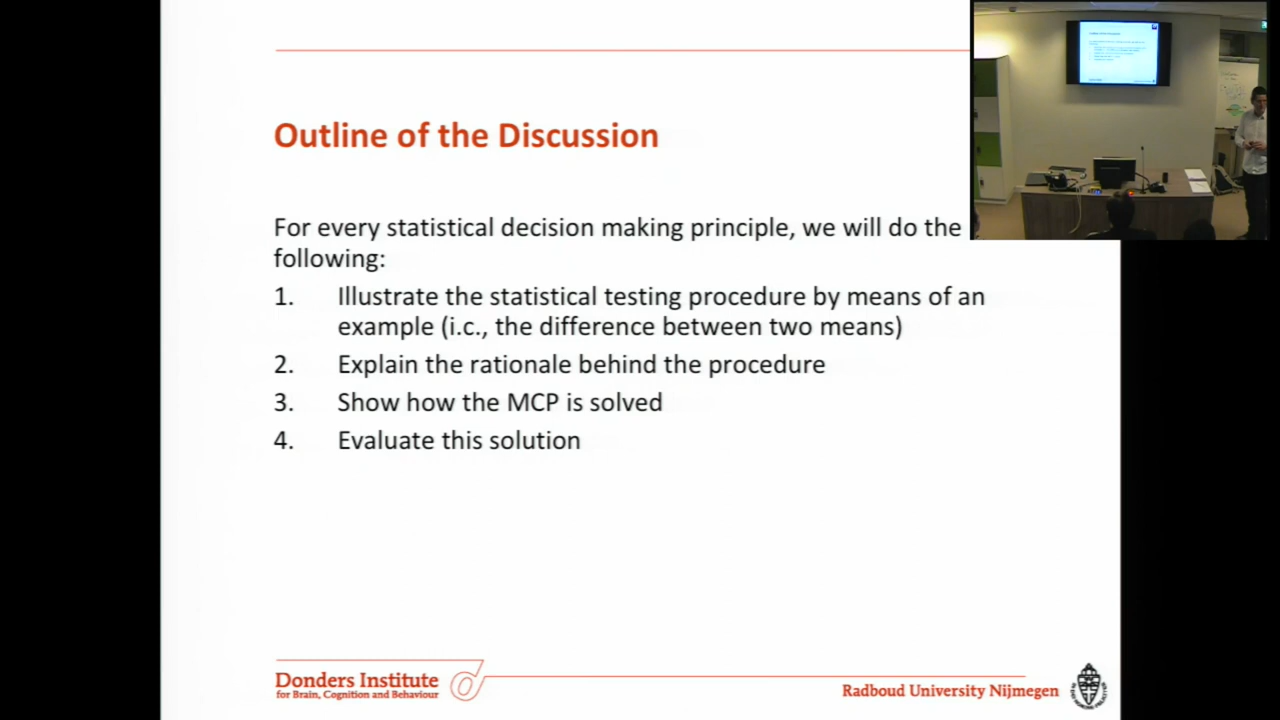 Outline of the Discussion
For every statistical decision making principle, we will do the
following:
1. Illustrate the statistical testing procedure by means of an
example (i.c., the difference between two means)
2. Explain the rationale behind the procedure
3. Show how the MCP is solved
4. Evaluate this solution
Donders Institute
for Brain, Cognition and Behaviour
Radboud University Nijmegen